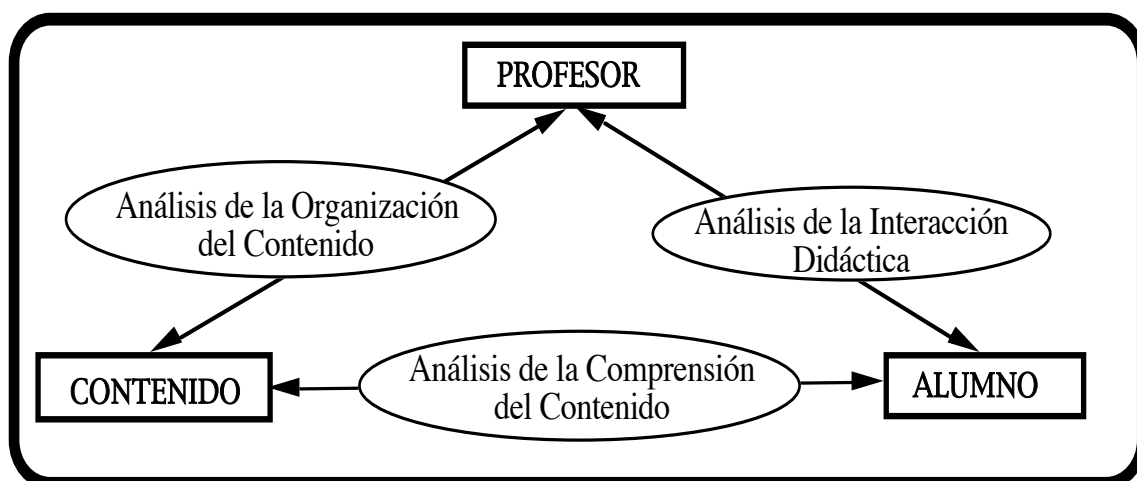 PROFESOR
Análisis de la Organización
del Contenido
Análisis de la Interacción
Didáctica
CONTENIDO
Análisis de la Comprensión
del Contenido
ALUMNO